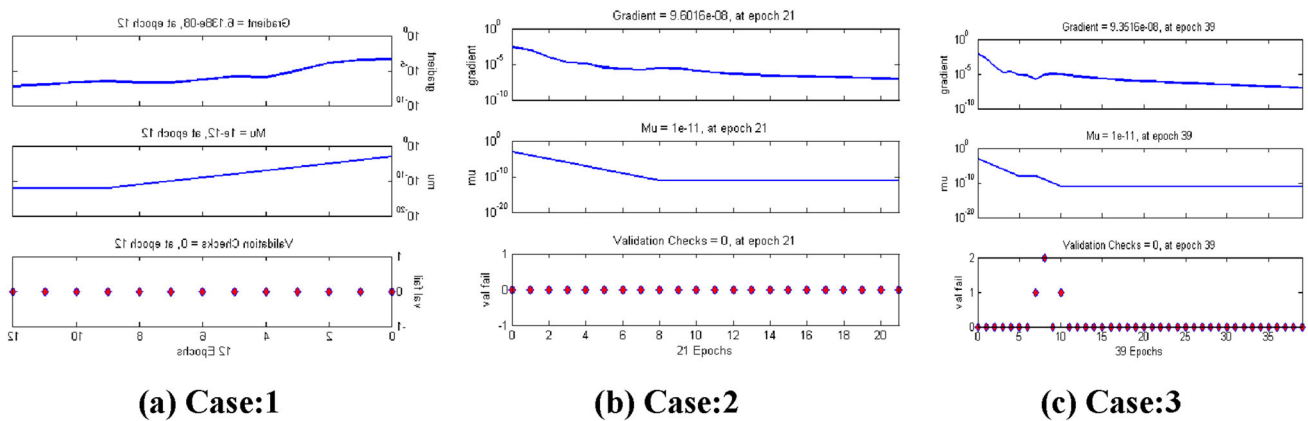 Gradient = 6.138e-08, at epoch 12
10^0
10^-5
10^-10
gradient
Mu = 1e-12, at epoch 12
10^0
10^-10
10^-20
mu
Validation Checks = 0, at epoch 12
1
0
-1
val fail
12 10 8 6 4 2 0
12 Epochs
(a) Case:1
Gradient = 9.6016e-08, at epoch 21
10^0
10^-5
10^-10
gradient
Mu = 1e-11, at epoch 21
10^0
10^-10
10^-20
mu
Validation Checks = 0, at epoch 21
1
0
-1
val fail
0 2 4 6 8 10 12 14 16 18 20
21 Epochs
(b) Case:2
Gradient = 9.3516e-08, at epoch 39
10^0
10^-5
10^-10
gradient
Mu = 1e-11, at epoch 39
10^0
10^-10
10^-20
mu
Validation Checks = 0, at epoch 39
2
1
0
val fail
0 5 10 15 20 25 30 35
39 Epochs
(c) Case:3